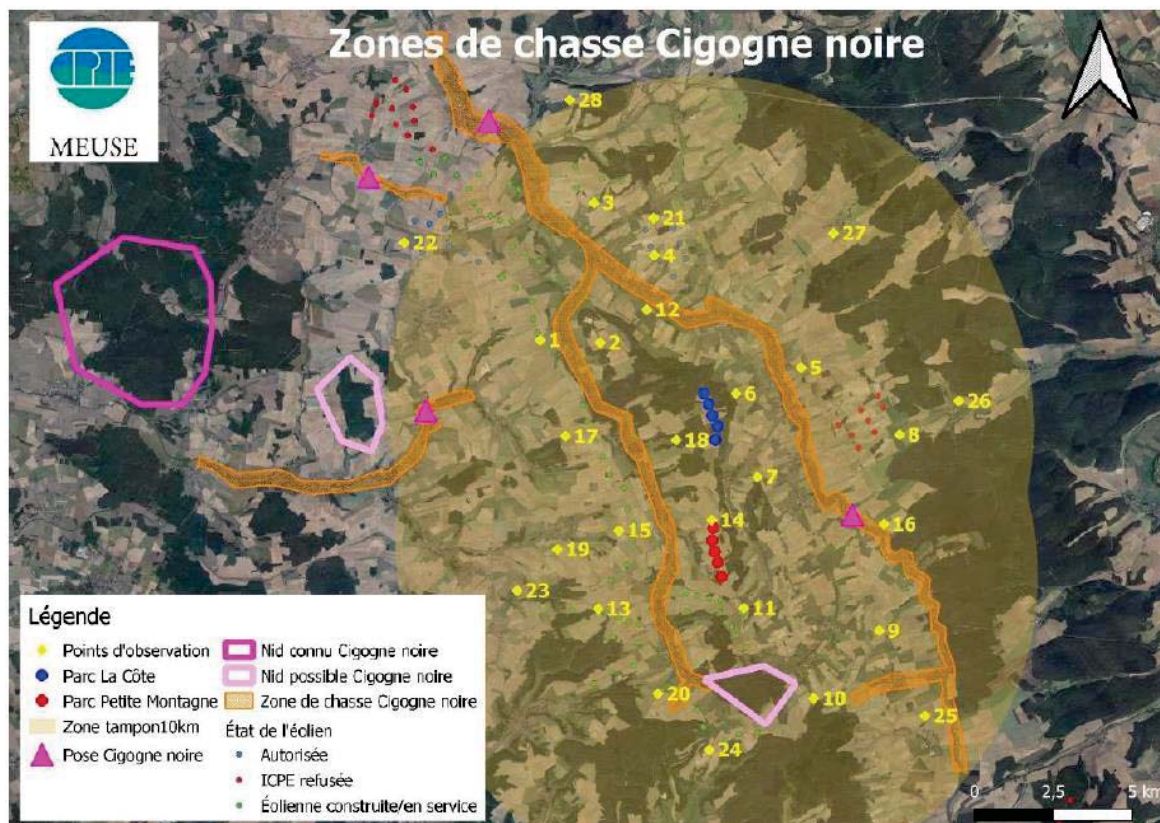 Zones de chasse Cigogne noire
CPIE
MEUSE
28
3
21
22
4
27
12
1
2
5
6
26
17
18
8
7
14
16
15
19
23
13
11
9
20
10
25
24
Légende
Points d'observation
Parc La Côte
Parc Petite Montagne
Zone tampon10km
Pose Cigogne noire
Nid connu Cigogne noire
Nid possible Cigogne noire
Zone de chasse Cigogne noire
État de l'éolien
Autorisée
ICPE refusée
Éolienne construite/en service
0 2,5 5 km